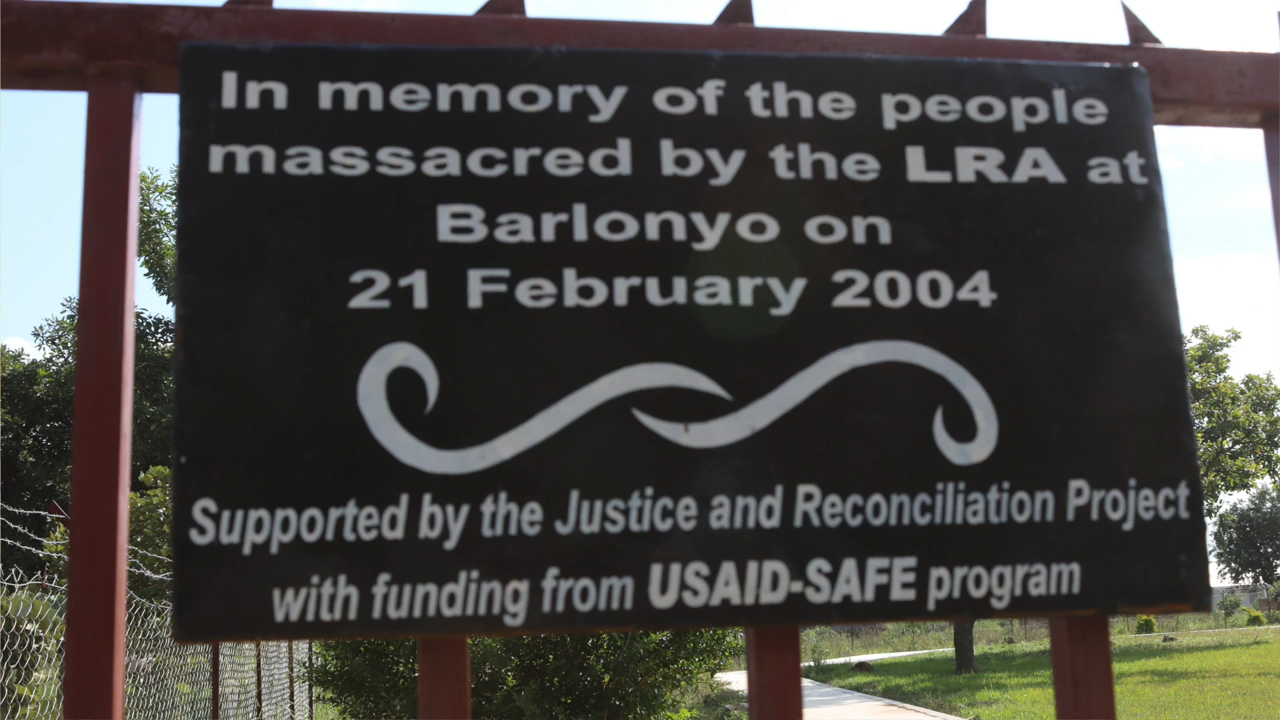 In memory of the people
massacred by the LRA at
Barlonyo on
21 February 2004
Supported by the Justice and Reconciliation Project
with funding from USAID-SAFE program